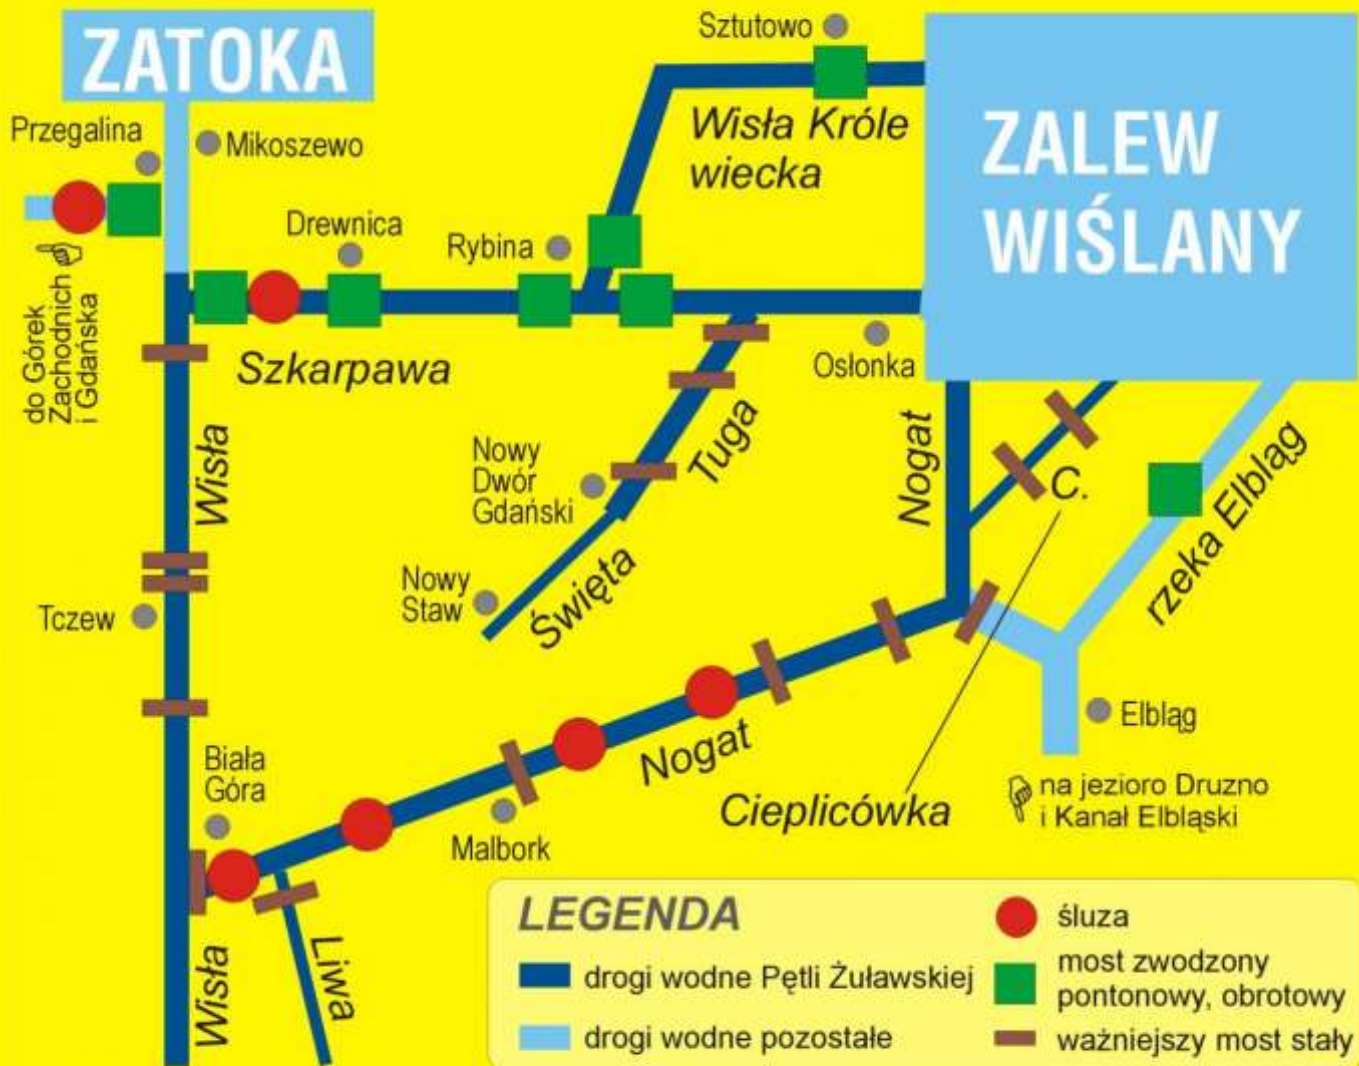 ZATOKA
Sztutowo
Przegalina
Mikoszewo
Wisła Króle
wiecka
ZALEW
WIŚLANY
Drewnica
Rybina
do Górek
Zachodnich
i Gdańska
Szkarpawa
Osłonka
Wisła
Nowy
Dwór
Gdański
Tuga
Nogat
C.
rzeka Elbląg
Nowy
Staw
Święta
Tczew
Elbląg
Biała
Góra
Nogat
Cieplicówka
na jezioro Druzno
i Kanał Elbląski
Malbork
Wisła
Liwa
LEGENDA
drogi wodne Pętli Żuławskiej
drogi wodne pozostałe
śluza
most zwodzony
pontonowy, obrotowy
ważniejszy most stały